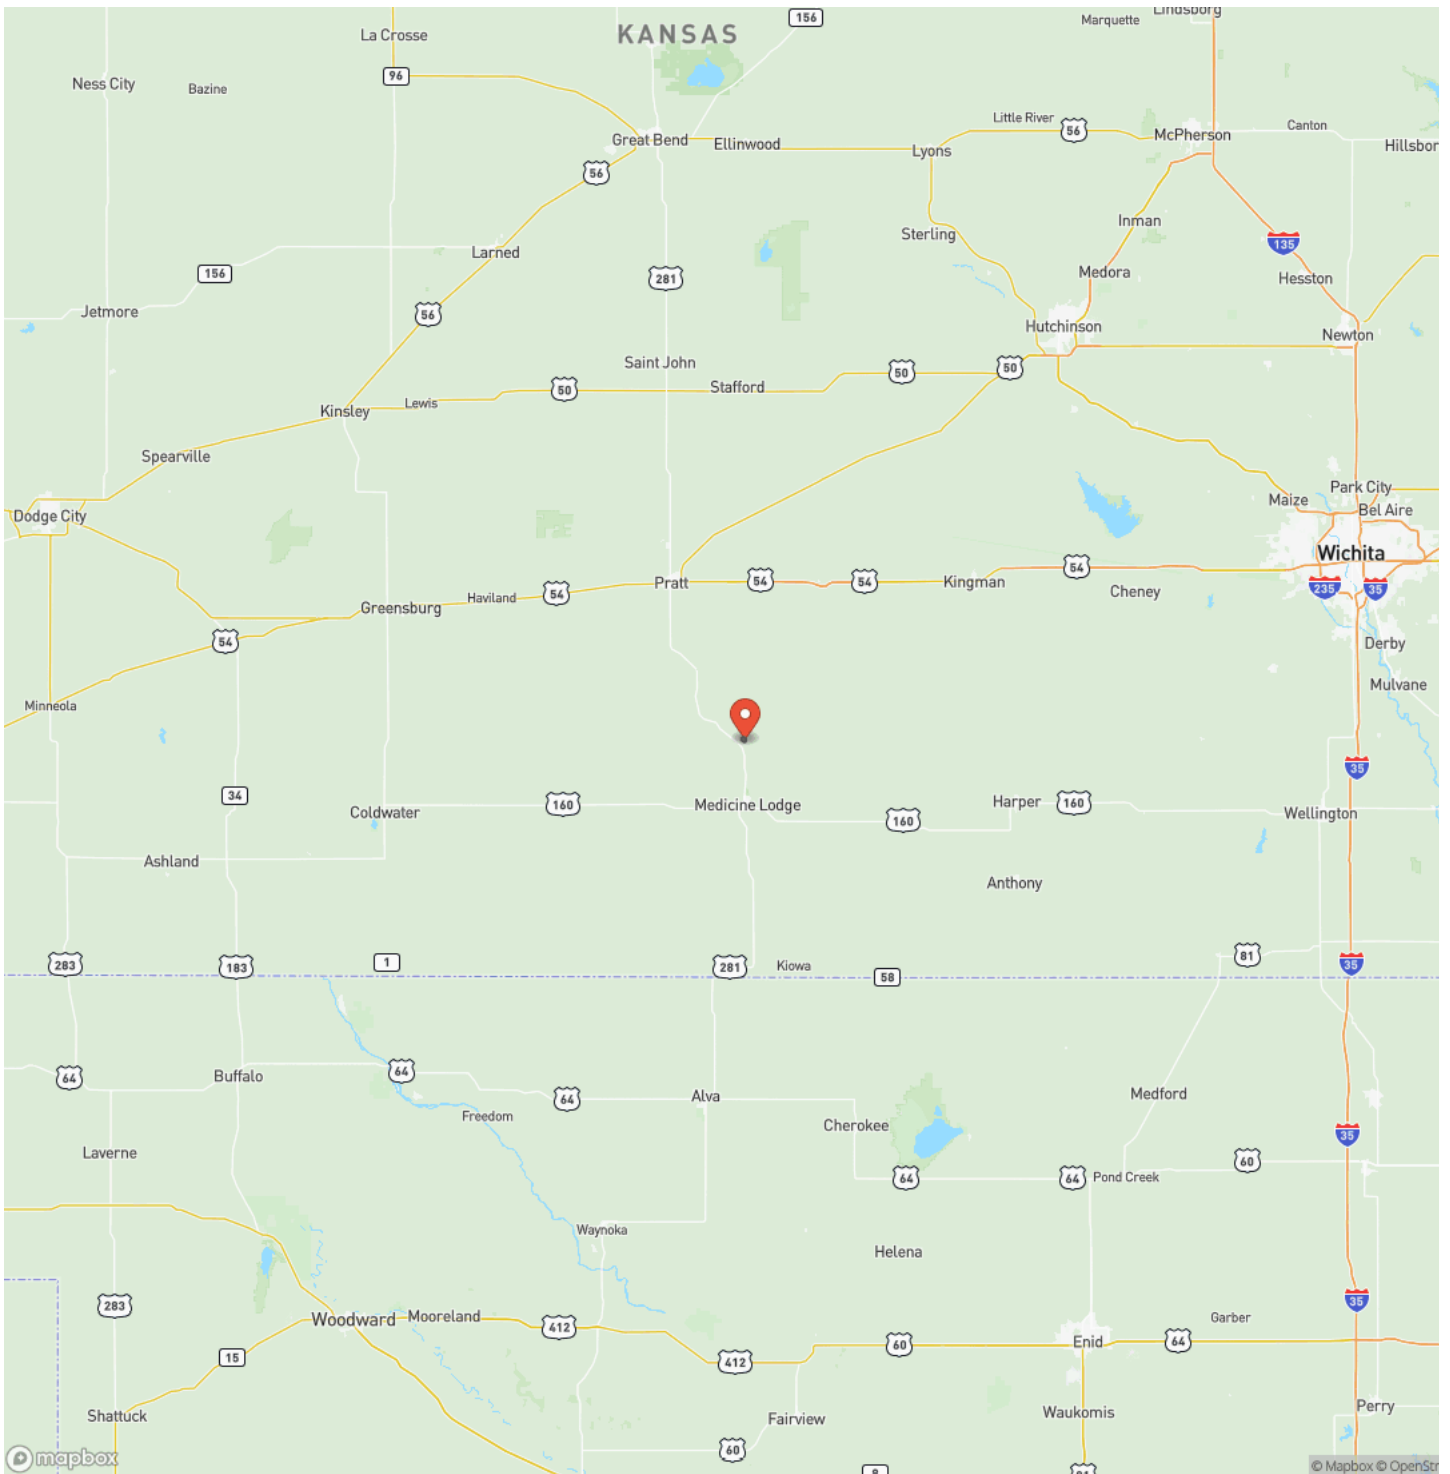 Lindsborg
156
Marquette
KANSAS
La Crosse
96
Ness City
Bazine
Little River
56
McPherson
Canton
Great Bend
Ellinwood
Lyons
Hillsbor
56
Inman
Sterling
135
Larned
156
281
Medora
Hesston
Jetmore
56
Hutchinson
Newton
Saint John
50
50
50
Stafford
Kinsley
Lewis
Spearville
Park City
Maize
Bel Aire
Dodge City
Wichita
54
Pratt
54
54
Kingman
54
Cheney
235
35
Haviland
Greensburg
54
Derby
Mulvane
Minneola
35
34
Coldwater
160
Medicine Lodge
160
Harper
160
Wellington
Ashland
Anthony
283
183
1
281
Kiowa
58
81
35
64
Buffalo
64
64
Alva
Medford
Freedom
Cherokee
35
Laverne
64
64
Pond Creek
60
Waynoka
Helena
283
35
Woodward
Mooreland
412
Garber
15
412
60
Enid
64
Shattuck
Fairview
Waukomis
Perry
60
8
81
mapbox
© Mapbox © OpenStr